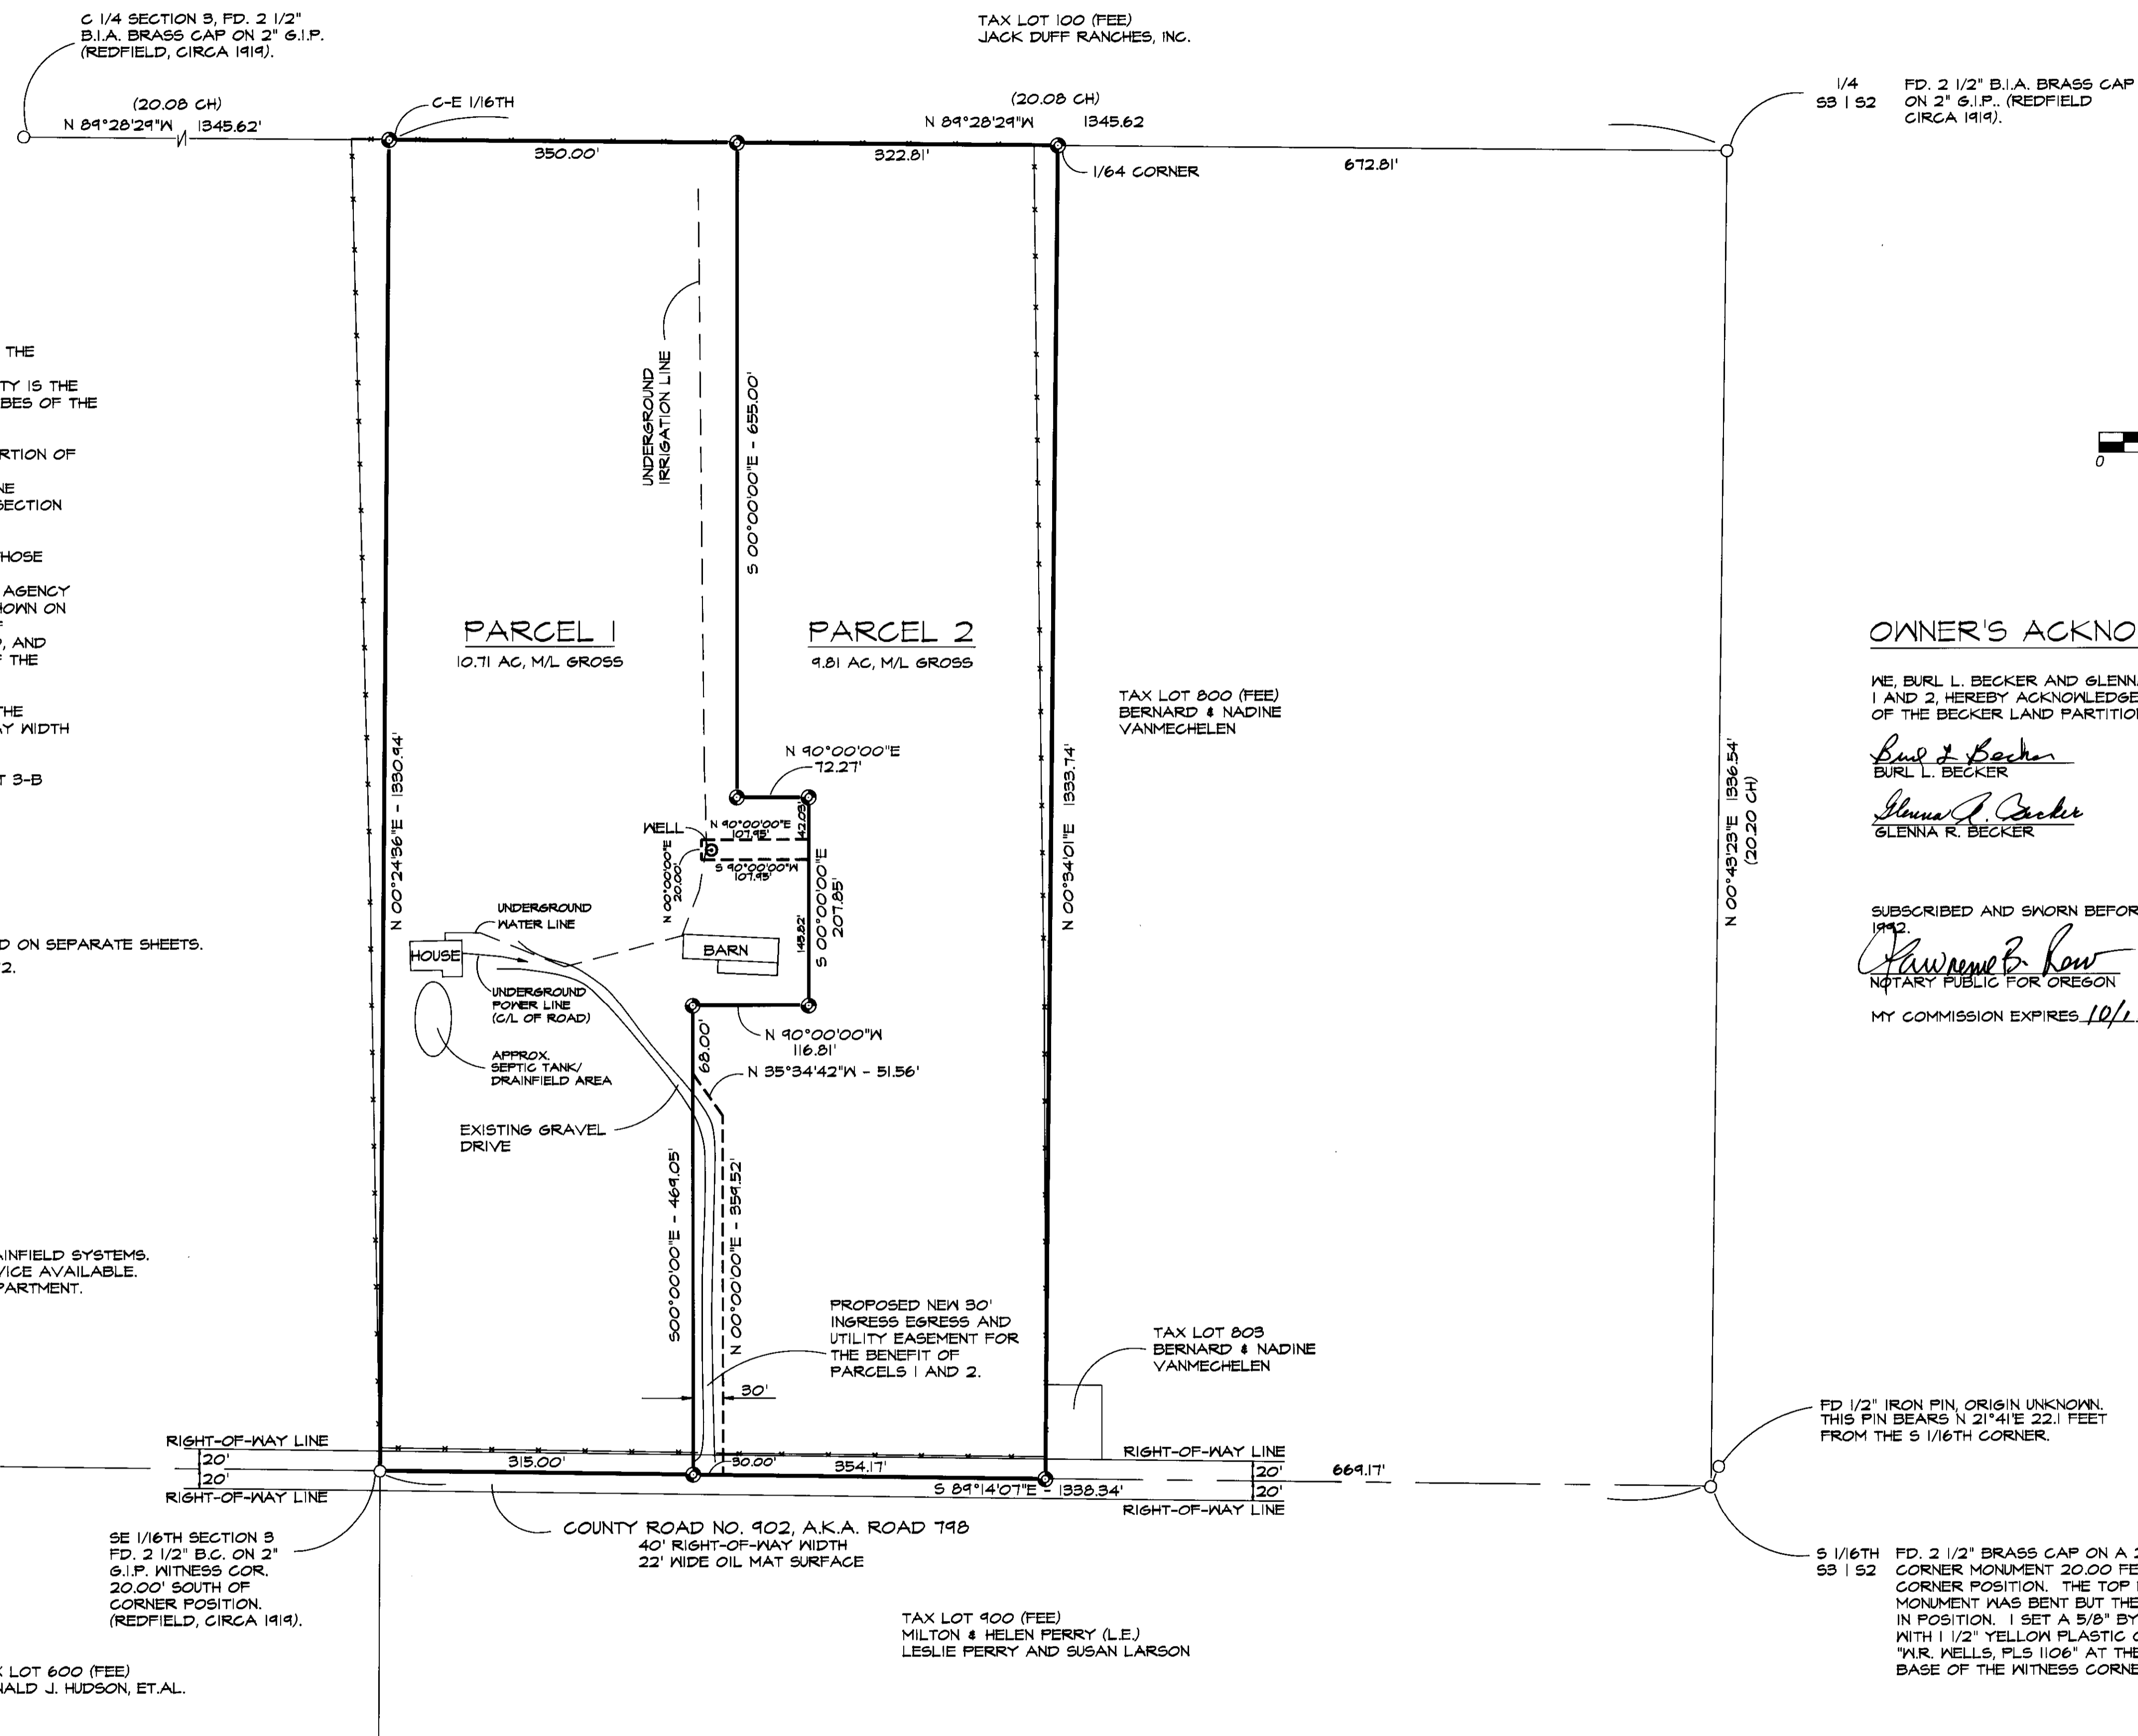 C 1/4 SECTION 3, FD. 2 1/2"
B.I.A. BRASS CAP ON 2" G.I.P.
(REDFIELD, CIRCA 1919).
TAX LOT 100 (FEE)
JACK DUFF RANCHES, INC.
1/4
S3 | S2
FD. 2 1/2" B.I.A. BRASS CAP
ON 2" G.I.P.. (REDFIELD
CIRCA 1919).
(20.08 CH)
N 89°28'29"W 1345.62'
C-E 1/16TH
(20.08 CH)
N 89°28'29"W 1345.62
350.00'
322.81'
672.81'
1/64 CORNER
THE
TY IS THE
BES OF THE
RTION OF
NE
SECTION
HOSE
AGENCY
HOWN ON
F
D, AND
F THE
THE
AY WIDTH
T 3-B
D ON SEPARATE SHEETS.
2.
AINFIELD SYSTEMS.
VICE AVAILABLE.
PARTMENT.
UNDERGROUND
IRRIGATION LINE
S 00°00'00"E - 655.00'
0
PARCEL 1
10.71 AC, M/L GROSS
PARCEL 2
9.81 AC, M/L GROSS
TAX LOT 800 (FEE)
BERNARD & NADINE
VANMECHELEN
N 00°24'36"E - 1330.94'
N 00°34'01"E 1333.74'
N 00°43'23"E 1336.54'
(20.20 CH)
OWNER'S ACKNO
WE, BURL L. BECKER AND GLENN
1 AND 2, HEREBY ACKNOWLEDGE
OF THE BECKER LAND PARTITIO
Burl L Becker
BURL L. BECKER
Glenna R. Becker
GLENNA R. BECKER
SUBSCRIBED AND SWORN BEFOR
1992.
NOTARY PUBLIC FOR OREGON
MY COMMISSION EXPIRES 10/1
N 90°00'00"E
72.27'
WELL
N 90°00'00"E
107.95'
42.03'
S 90°00'00"W
107.95'
N 00°00'00"E
20.00'
145.82'
S 00°00'00"E
207.85'
UNDERGROUND
WATER LINE
HOUSE
BARN
UNDERGROUND
POWER LINE
(C/L OF ROAD)
APPROX.
SEPTIC TANK/
DRAINFIELD AREA
N 90°00'00"W
116.81'
68.00'
N 35°34'42"W - 51.56'
EXISTING GRAVEL
DRIVE
S00°00'00"E - 469.05'
N 00°00'00"E - 359.52'
PROPOSED NEW 30'
INGRESS EGRESS AND
UTILITY EASEMENT FOR
THE BENEFIT OF
PARCELS 1 AND 2.
30'
TAX LOT 803
BERNARD & NADINE
VANMECHELEN
FD 1/2" IRON PIN, ORIGIN UNKNOWN.
THIS PIN BEARS N 21°41'E 22.1 FEET
FROM THE S 1/16TH CORNER.
RIGHT-OF-WAY LINE
20'
20'
RIGHT-OF-WAY LINE
315.00'
30.00'
354.17'
S 89°14'07"E - 1338.34'
RIGHT-OF-WAY LINE
20'
20'
RIGHT-OF-WAY LINE
669.17'
COUNTY ROAD NO. 902, A.K.A. ROAD 798
40' RIGHT-OF-WAY WIDTH
22' WIDE OIL MAT SURFACE
SE 1/16TH SECTION 3
FD. 2 1/2" B.C. ON 2"
G.I.P. WITNESS COR.
20.00' SOUTH OF
CORNER POSITION.
(REDFIELD, CIRCA 1919).
S 1/16TH
S3 | S2
FD. 2 1/2" BRASS CAP ON A 2
CORNER MONUMENT 20.00 FE
CORNER POSITION. THE TOP
MONUMENT WAS BENT BUT THE
IN POSITION. I SET A 5/8" BY
WITH 1 1/2" YELLOW PLASTIC C
"W.R. WELLS, PLS 1106" AT THE
BASE OF THE WITNESS CORNE
TAX LOT 900 (FEE)
MILTON & HELEN PERRY (L.E.)
LESLIE PERRY AND SUSAN LARSON
X LOT 600 (FEE)
NALD J. HUDSON, ET.AL.